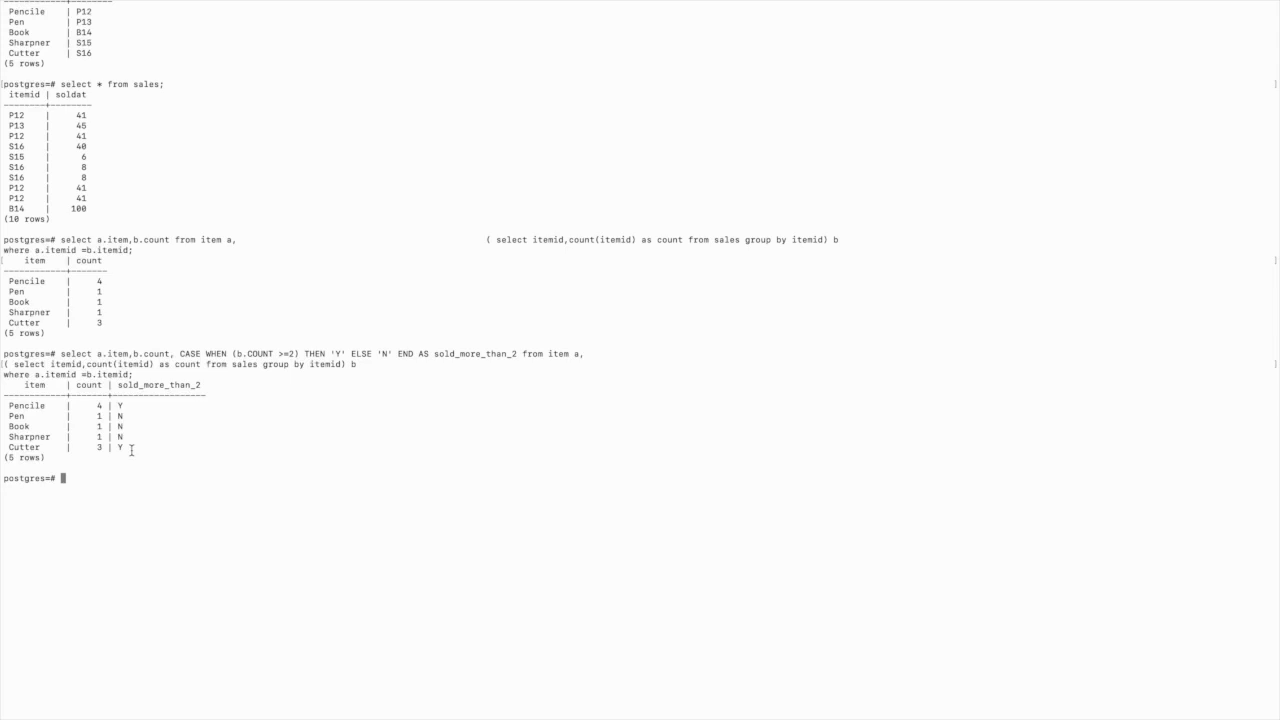 Pencile | P12
Pen | P13
Book | B14
Sharpner | S15
Cutter | S16
(5 rows)
[postgres=# select * from sales; ]
itemid | soldat
--------+--------
P12 | 41
P13 | 45
P12 | 41
S16 | 40
S15 | 6
S16 | 8
S16 | 8
P12 | 41
P12 | 41
B14 | 100
(10 rows)
postgres=# select a.item,b.count from item a, ( select itemid,count(itemid) as count from sales group by itemid) b
where a.itemid =b.itemid;
[ item | count ]
------------+-------
Pencile | 4
Pen | 1
Book | 1
Sharpner | 1
Cutter | 3
(5 rows)
postgres=# select a.item,b.count, CASE WHEN (b.COUNT >=2) THEN 'Y' ELSE 'N' END AS sold_more_than_2 from item a,
[( select itemid,count(itemid) as count from sales group by itemid) b ]
where a.itemid =b.itemid;
item | count | sold_more_than_2
------------+-------+------------------
Pencile | 4 | Y
Pen | 1 | N
Book | 1 | N
Sharpner | 1 | N
Cutter | 3 | Y
(5 rows)
postgres=#